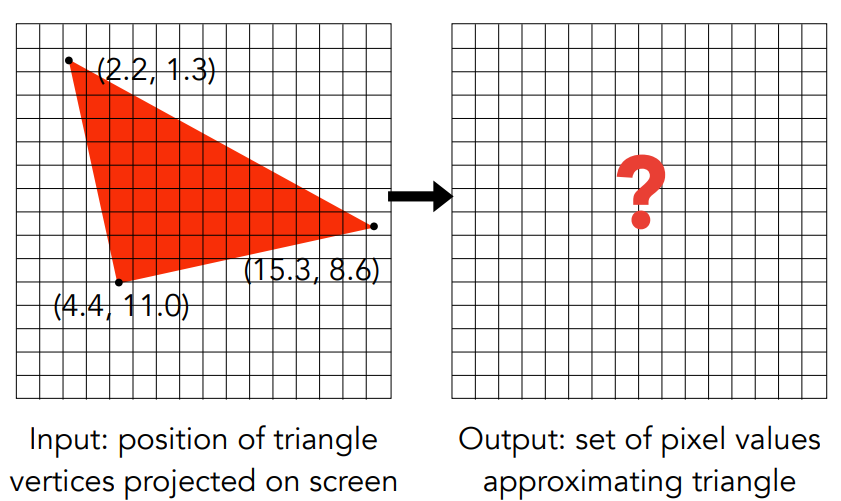 (2.2, 1.3)
?
(15.3, 8.6)
(4.4, 11.0)
Input: position of triangle
vertices projected on screen
Output: set of pixel values
approximating triangle